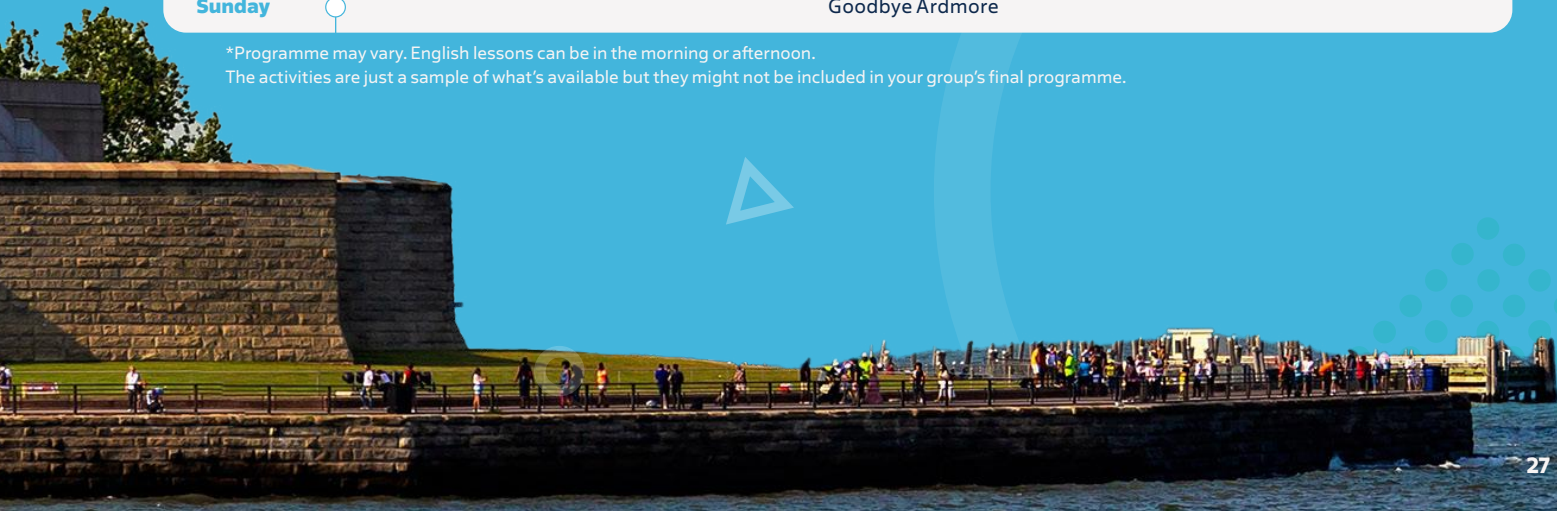 Sunday
Goodbye Ardmore
*Programme may vary. English lessons can be in the morning or afternoon.
The activities are just a sample of what's available but they might not be included in your group's final programme.
27